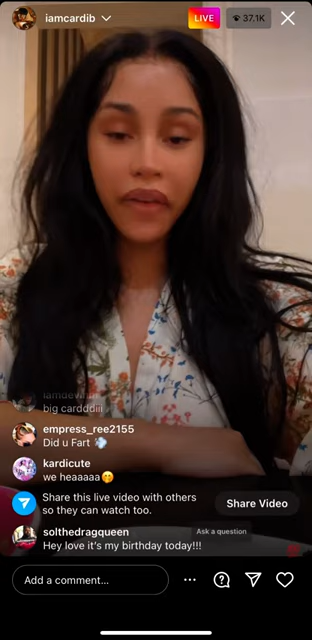 iamcardib
LIVE
37.1K
big cardddiii
empress_ree2155
Did u Fart
kardicute
we heaaaaa
Share this live video with others
so they can watch too.
Share Video
solthedragqueen
Ask a question
Hey love it's my birthday today!!!
Add a comment...